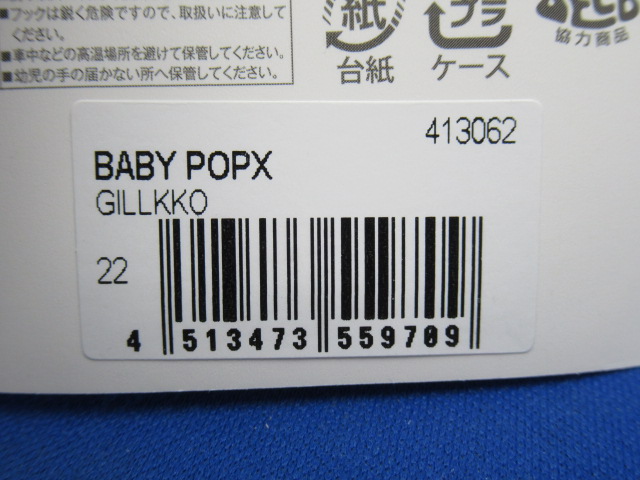 ■フックは鋭く危険ですので、取扱いに注意して
ください。
■車中などの高温場所を避けて保管してください。
■幼児の手の届かない所へ保管してください。
紙
台紙
プラ
ケース
協力商品
413062
BABY POPX
GILLKKO
22
4 513473 559709